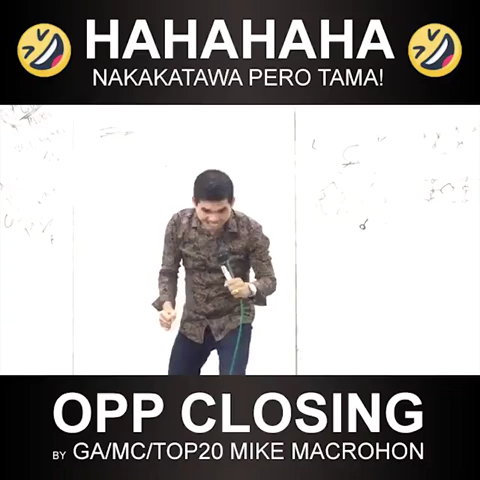 HAHAHAHA
NAKAKATAWA PERO TAMA!
OPP CLOSING
BY GA/MC/TOP20 MIKE MACROHON